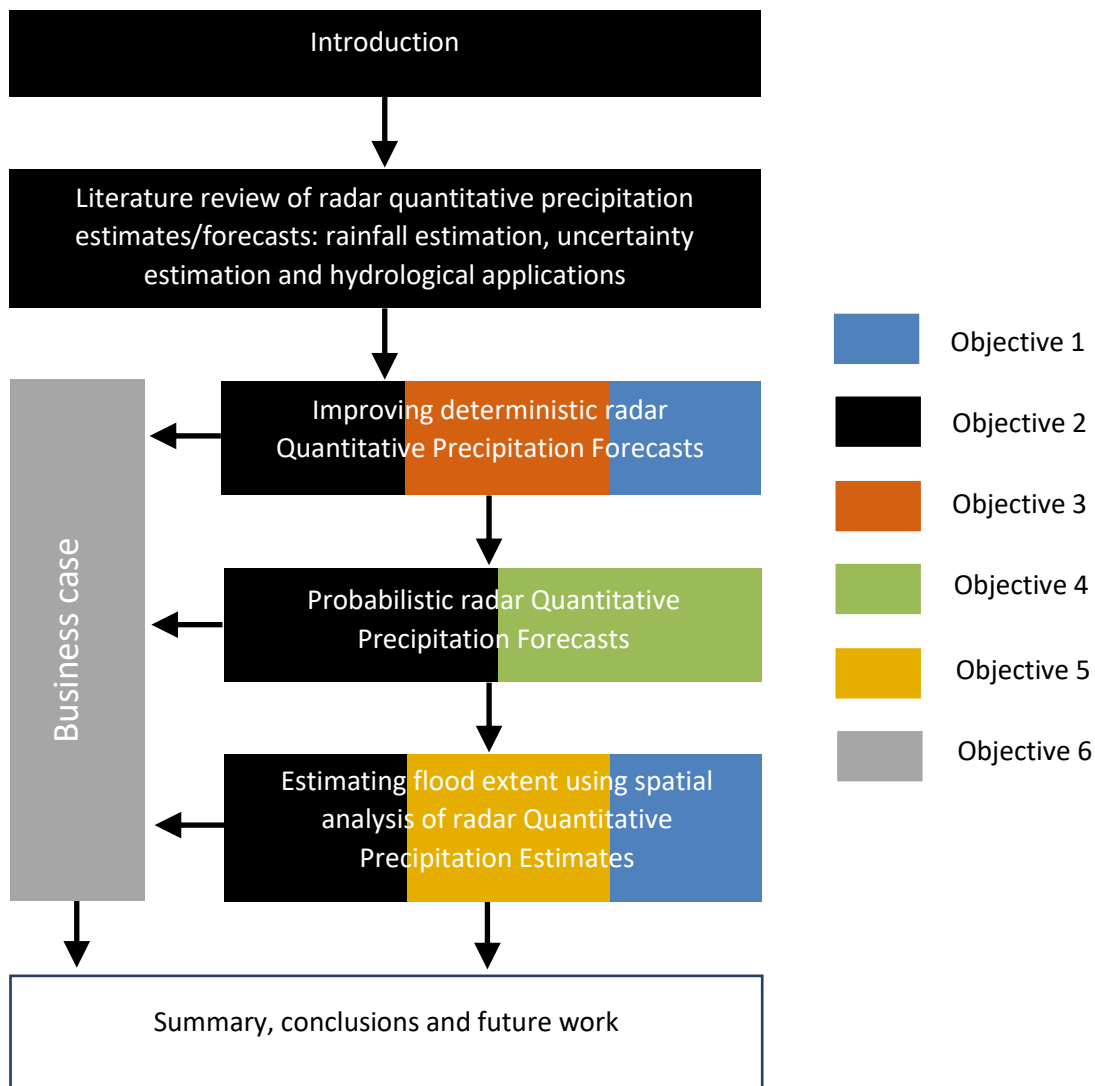 Introduction
Literature review of radar quantitative precipitation
estimates/forecasts: rainfall estimation, uncertainty
estimation and hydrological applications
Improving deterministic radar
Quantitative Precipitation Forecasts
Probabilistic radar Quantitative
Precipitation Forecasts
Estimating flood extent using spatial
analysis of radar Quantitative
Precipitation Estimates
Business case
Summary, conclusions and future work
Objective 1
Objective 2
Objective 3
Objective 4
Objective 5
Objective 6